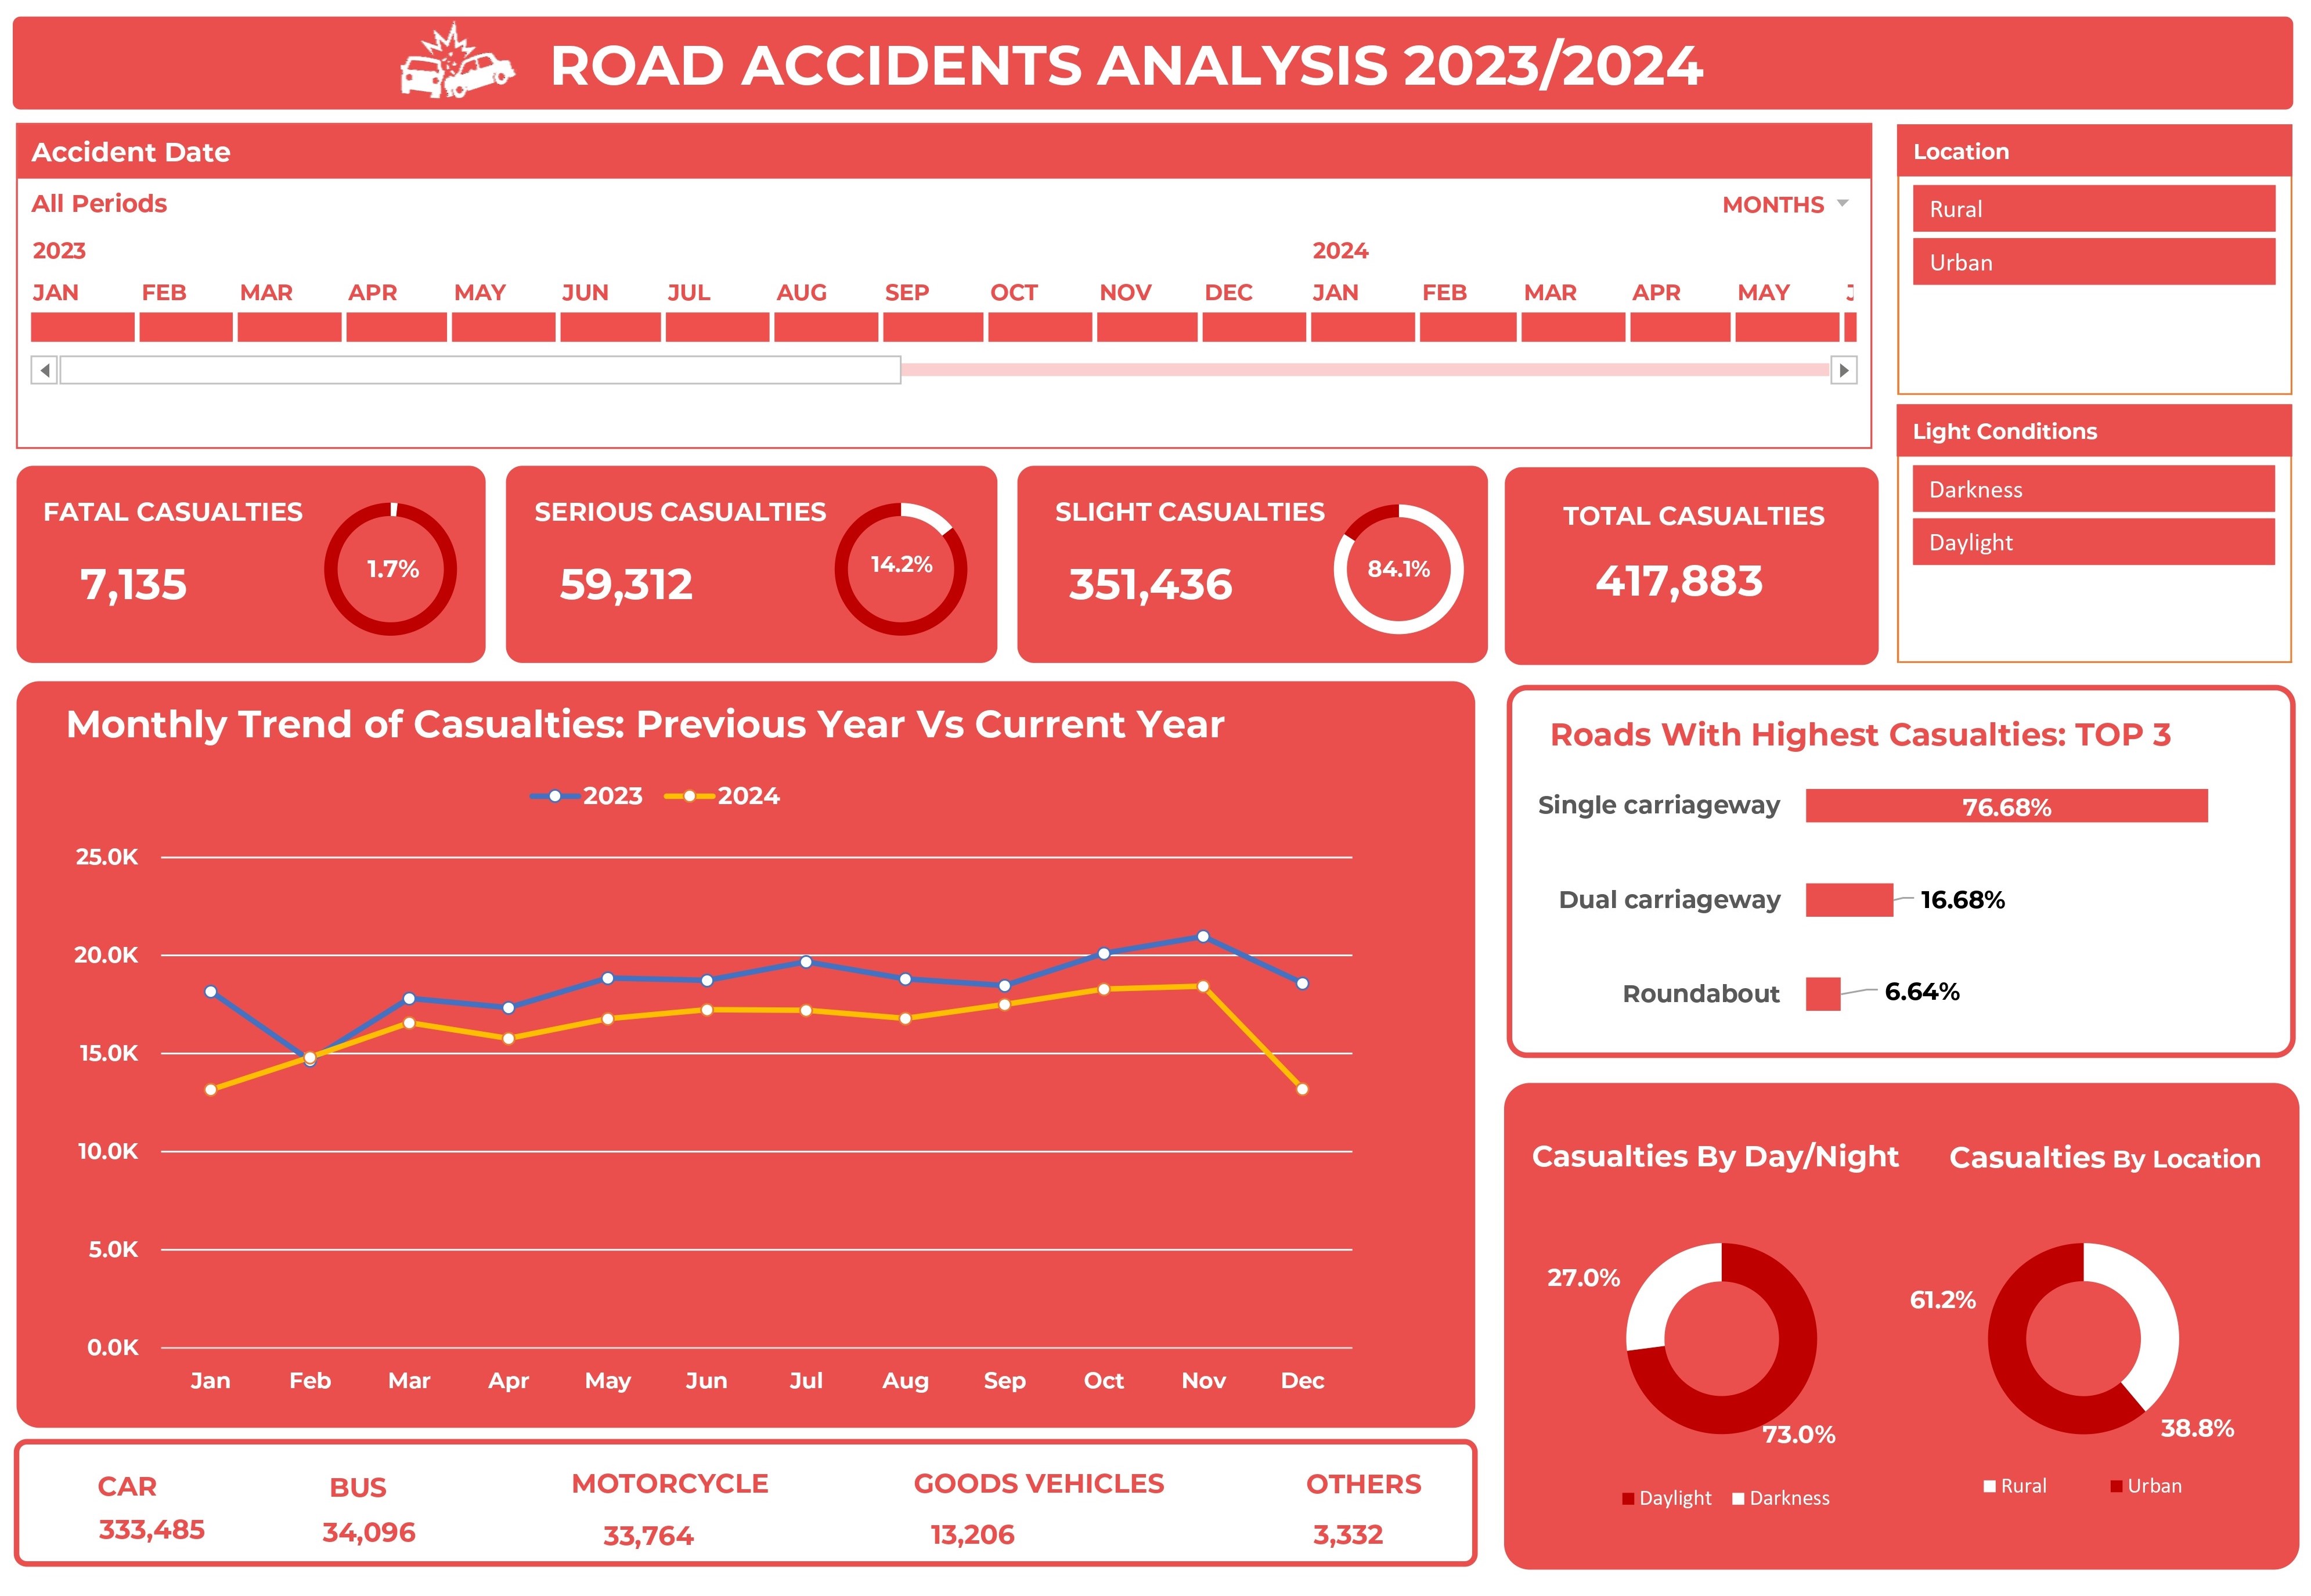 ROAD ACCIDENTS ANALYSIS 2023/2024
Accident Date
All Periods
MONTHS
2023 2024
JAN FEB MAR APR MAY JUN JUL AUG SEP OCT NOV DEC JAN FEB MAR APR MAY
Location
Rural
Urban
Light Conditions
Darkness
Daylight
FATAL CASUALTIES
7,135
1.7%
SERIOUS CASUALTIES
59,312
14.2%
SLIGHT CASUALTIES
351,436
84.1%
TOTAL CASUALTIES
417,883
Monthly Trend of Casualties: Previous Year Vs Current Year
2023 2024
25.0K
20.0K
15.0K
10.0K
5.0K
0.0K
Jan Feb Mar Apr May Jun Jul Aug Sep Oct Nov Dec
Roads With Highest Casualties: TOP 3
Single carriageway 76.68%
Dual carriageway 16.68%
Roundabout 6.64%
Casualties By Day/Night
27.0%
73.0%
Daylight Darkness
Casualties By Location
61.2%
38.8%
Rural Urban
CAR
333,485
BUS
34,096
MOTORCYCLE
33,764
GOODS VEHICLES
13,206
OTHERS
3,332